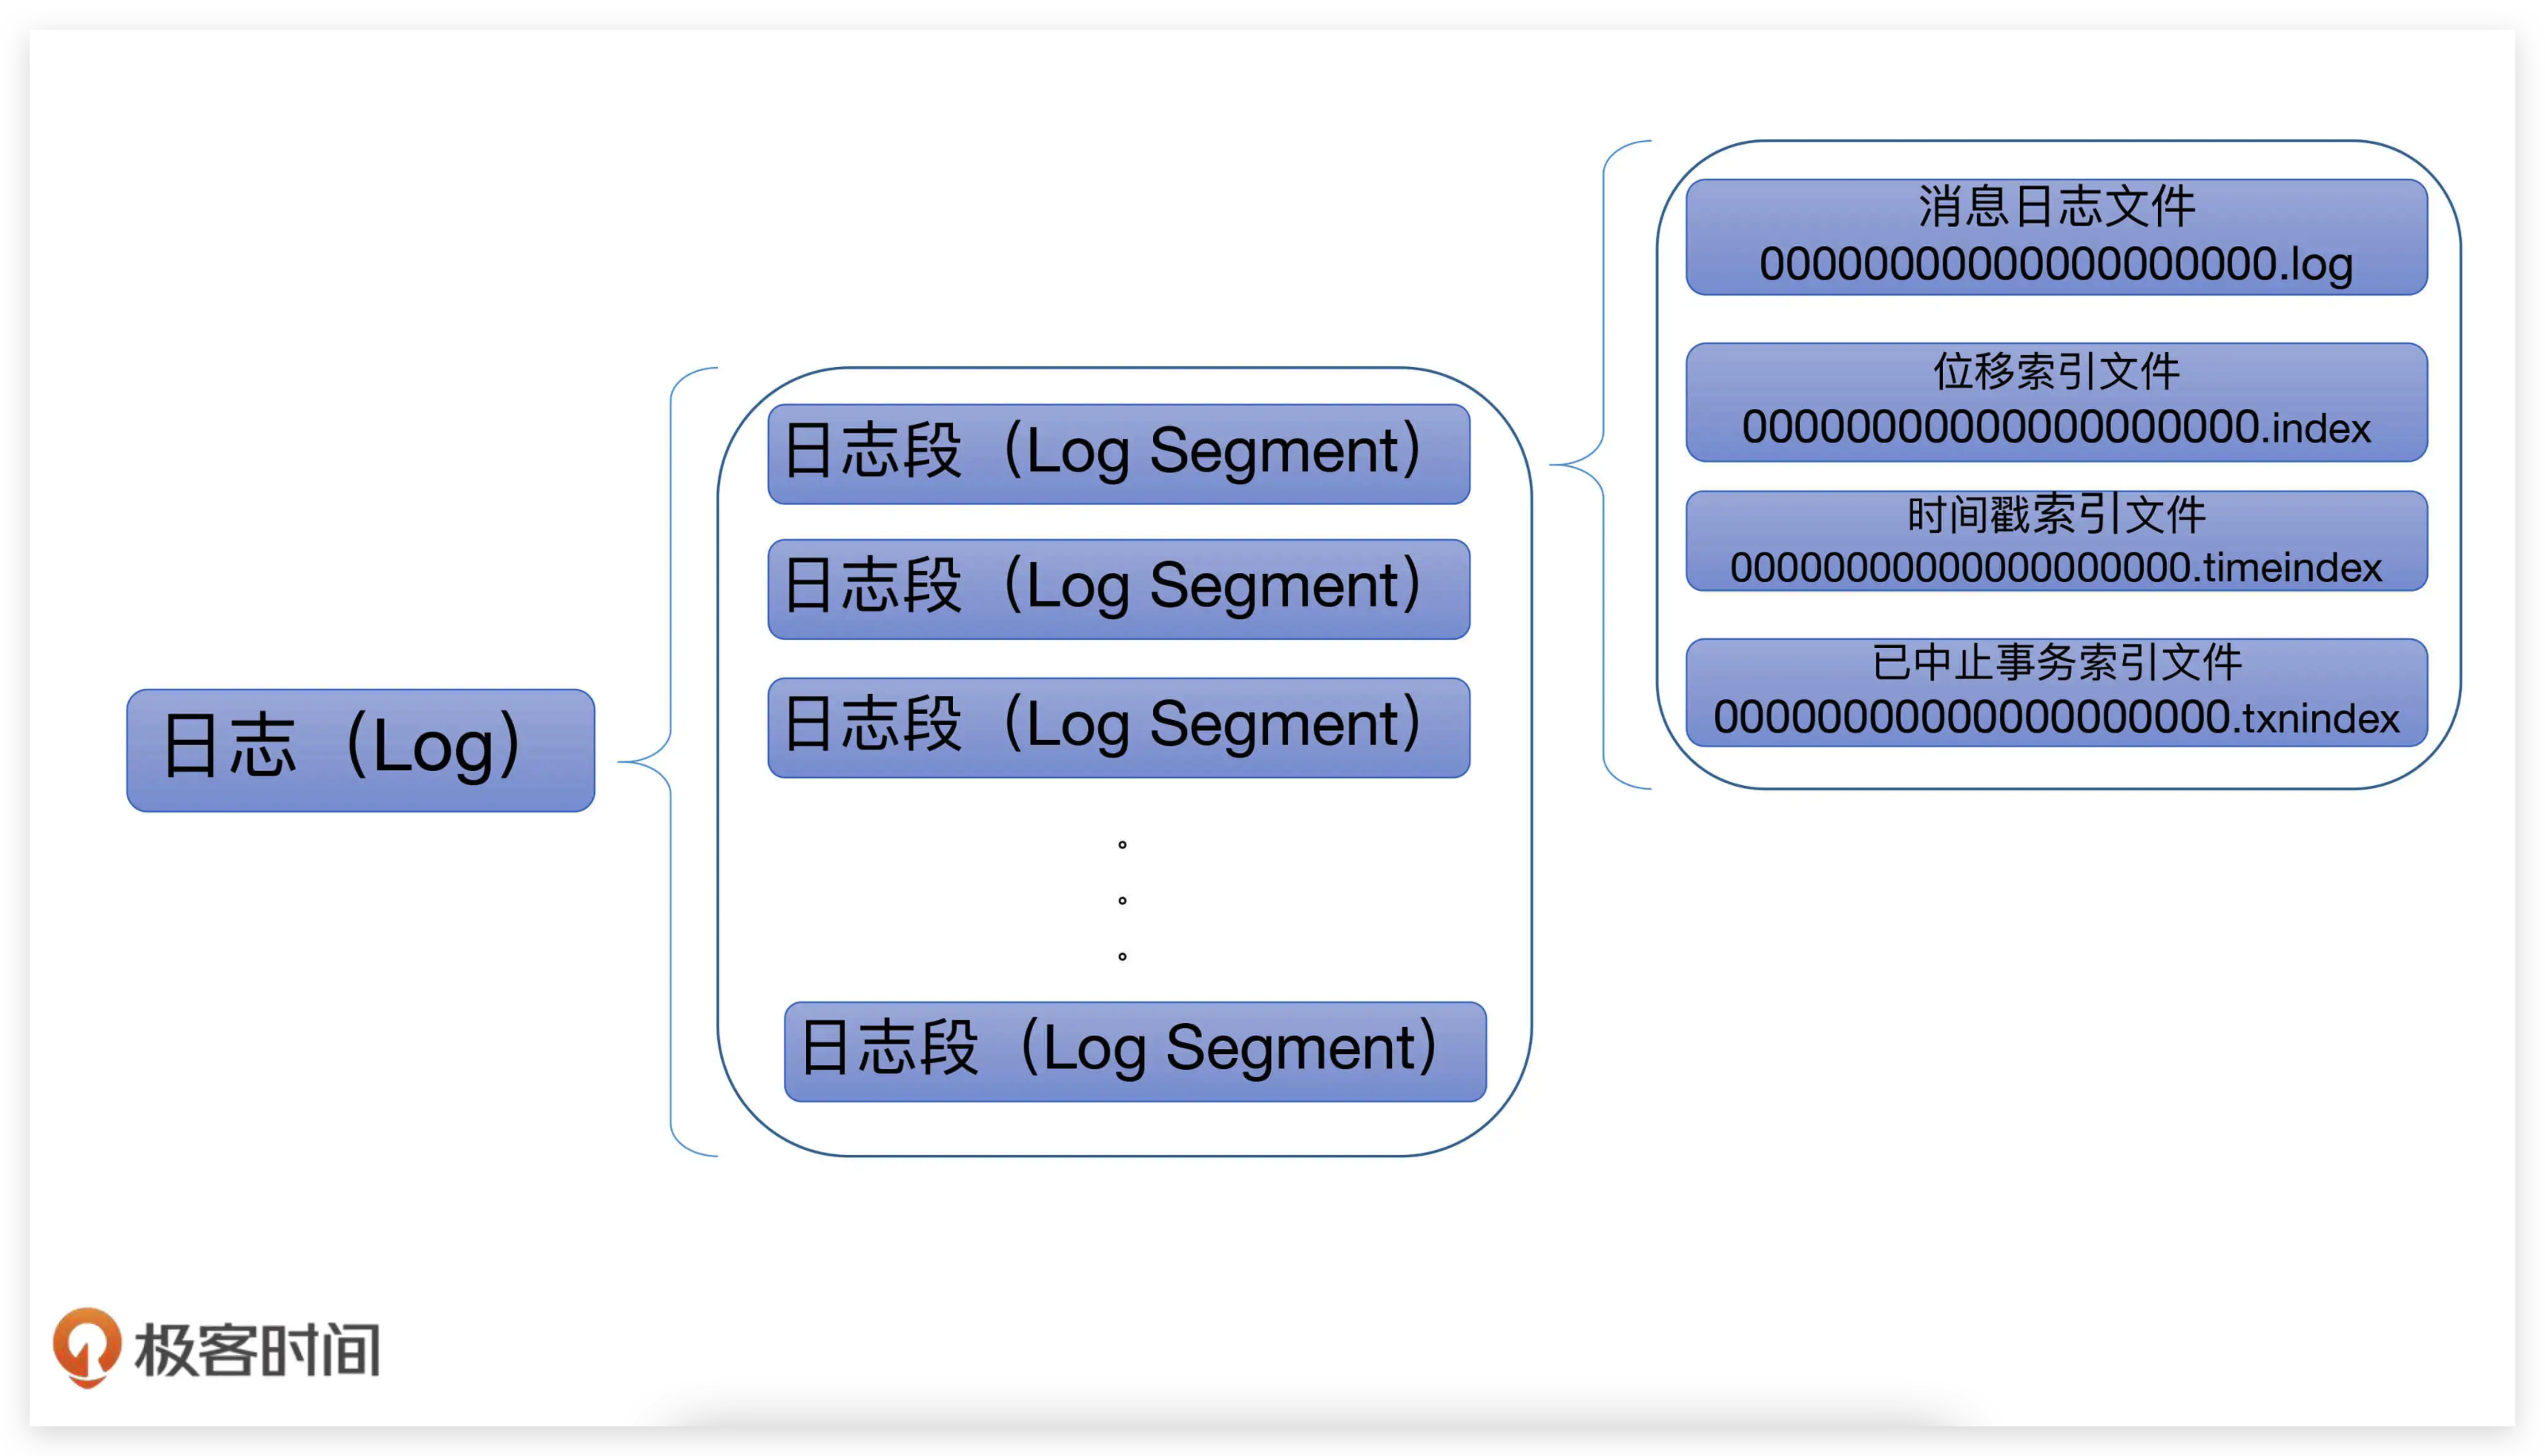 日志（Log）
日志段（Log Segment）
日志段（Log Segment）
日志段（Log Segment）
。
。
。
日志段（Log Segment）
消息日志文件
00000000000000000000.log
位移索引文件
00000000000000000000.index
时间戳索引文件
00000000000000000000.timeindex
已中止事务索引文件
00000000000000000000.txnindex
极客时间